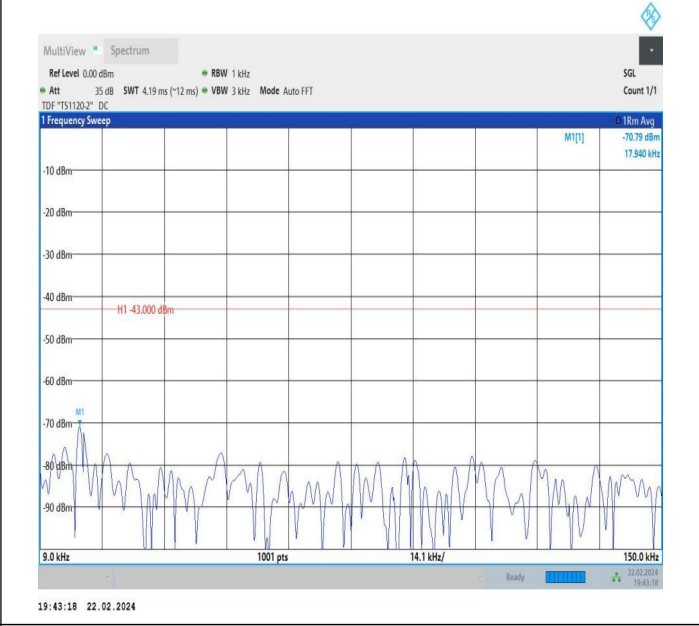 R S
MultiView Spectrum
Ref Level 0.00 dBm RBW 1 kHz SGL
Att 35 dB SWT 4.19 ms (~12 ms) VBW 3 kHz Mode Auto FFT Count 1/1
TDF "TS1120-2" DC
1 Frequency Sweep 1Rm Avg
M1[1] -70.79 dBm
17.940 kHz
-10 dBm
-20 dBm
-30 dBm
-40 dBm
H1 -43.000 dBm
-50 dBm
-60 dBm
M1
-70 dBm
-80 dBm
-90 dBm
9.0 kHz 1001 pts 14.1 kHz/ 150.0 kHz
Ready 22.02.2024
19:43:18
19:43:18 22.02.2024